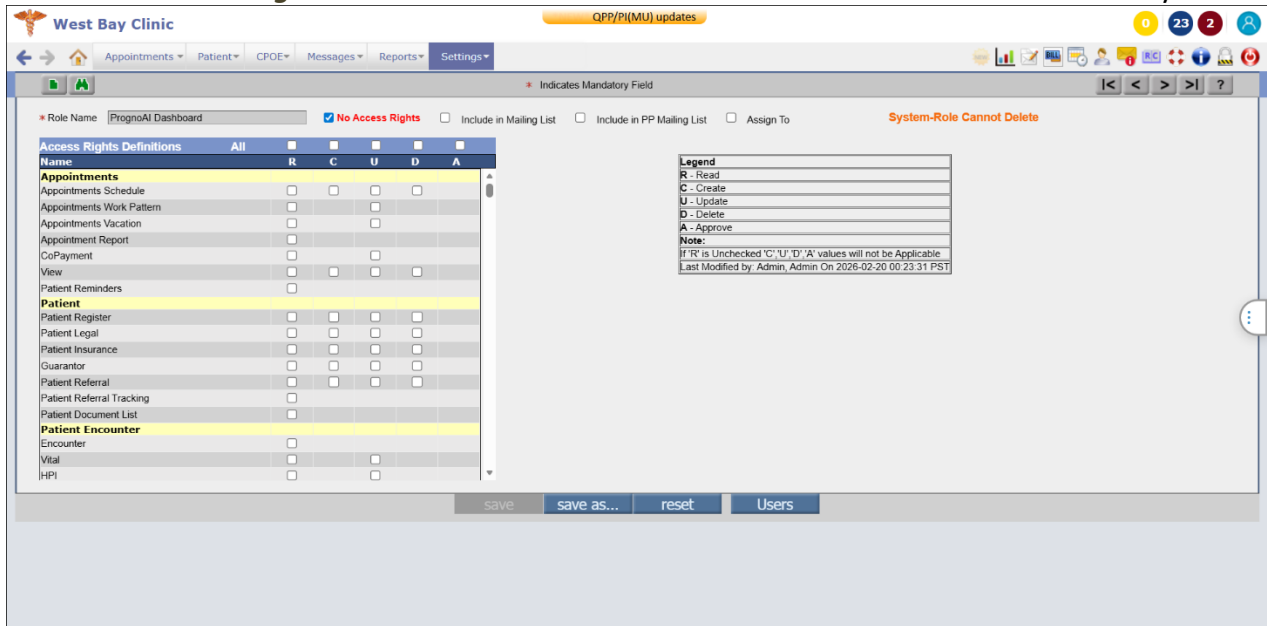 QPP/PI(MU) updates
West Bay Clinic
0 23 2
Appointments Patient CPOE Messages Reports Settings
* Indicates Mandatory Field
|< < > >| ?
* Role Name PrognoAI Dashboard No Access Rights Include in Mailing List Include in PP Mailing List Assign To System-Role Cannot Delete
Access Rights Definitions All
Name R C U D A
Appointments
Appointments Schedule
Appointments Work Pattern
Appointments Vacation
Appointment Report
CoPayment
View
Patient Reminders
Patient
Patient Register
Patient Legal
Patient Insurance
Guarantor
Patient Referral
Patient Referral Tracking
Patient Document List
Patient Encounter
Encounter
Vital
HPI
Legend
R - Read
C - Create
U - Update
D - Delete
A - Approve
Note:
If 'R' is Unchecked 'C','U','D','A' values will not be Applicable
Last Modified by: Admin, Admin On 2026-02-20 00:23:31 PST
save save as... reset Users